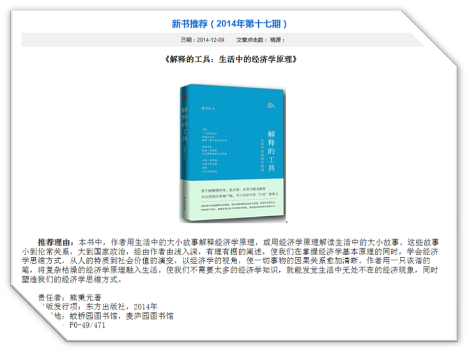 新书推荐（2014年第十七期）
日期：2014-12-09 文章点击数： 稿源：
《解释的工具：生活中的经济学原理》
解释的工具
推荐理由：本书中，作者用生活中的大小故事解释经济学原理，或用经济学原理解读生活中的大小故事。这些故事
小到伦常关系，大到国家政治，经由作者由浅入深，有理有据的阐述，使我们在掌握经济学基本原理的同时，学会经济
学思维方式，从人的特质到社会价值的演变，以经济学的视角，使一切事物的因果关系愈加清晰。作者用一只诙谐的
笔，将复杂枯燥的经济学原理融入生活，使我们不需要太多的经济学知识，就能发觉生活中无处不在的经济现象，同时
塑造我们的经济学思维方式。
责任者：熊秉元著
版发行项：东方出版社，2014年
地：蛟桥园图书馆，麦庐园图书馆
F0-49/471